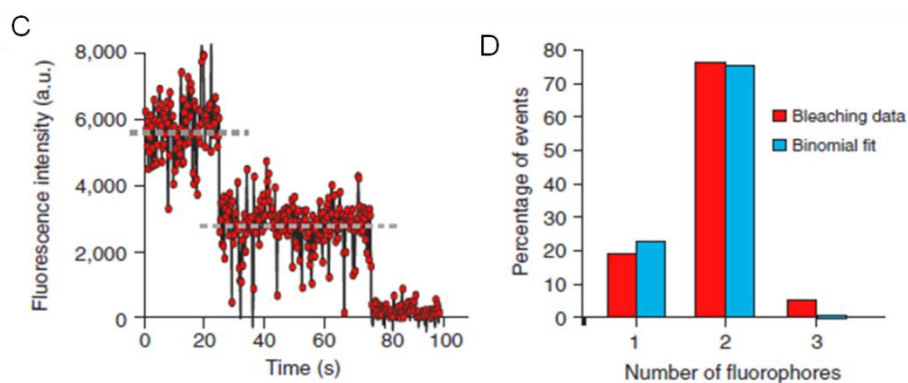 C
Fluorescence intensity (a.u.)
8,000
6,000
4,000
2,000
0
0 20 40 60 80 100
Time (s)
D
Percentage of events
80
70
60
50
40
30
20
10
0
Bleaching data
Binomial fit
1 2 3
Number of fluorophores